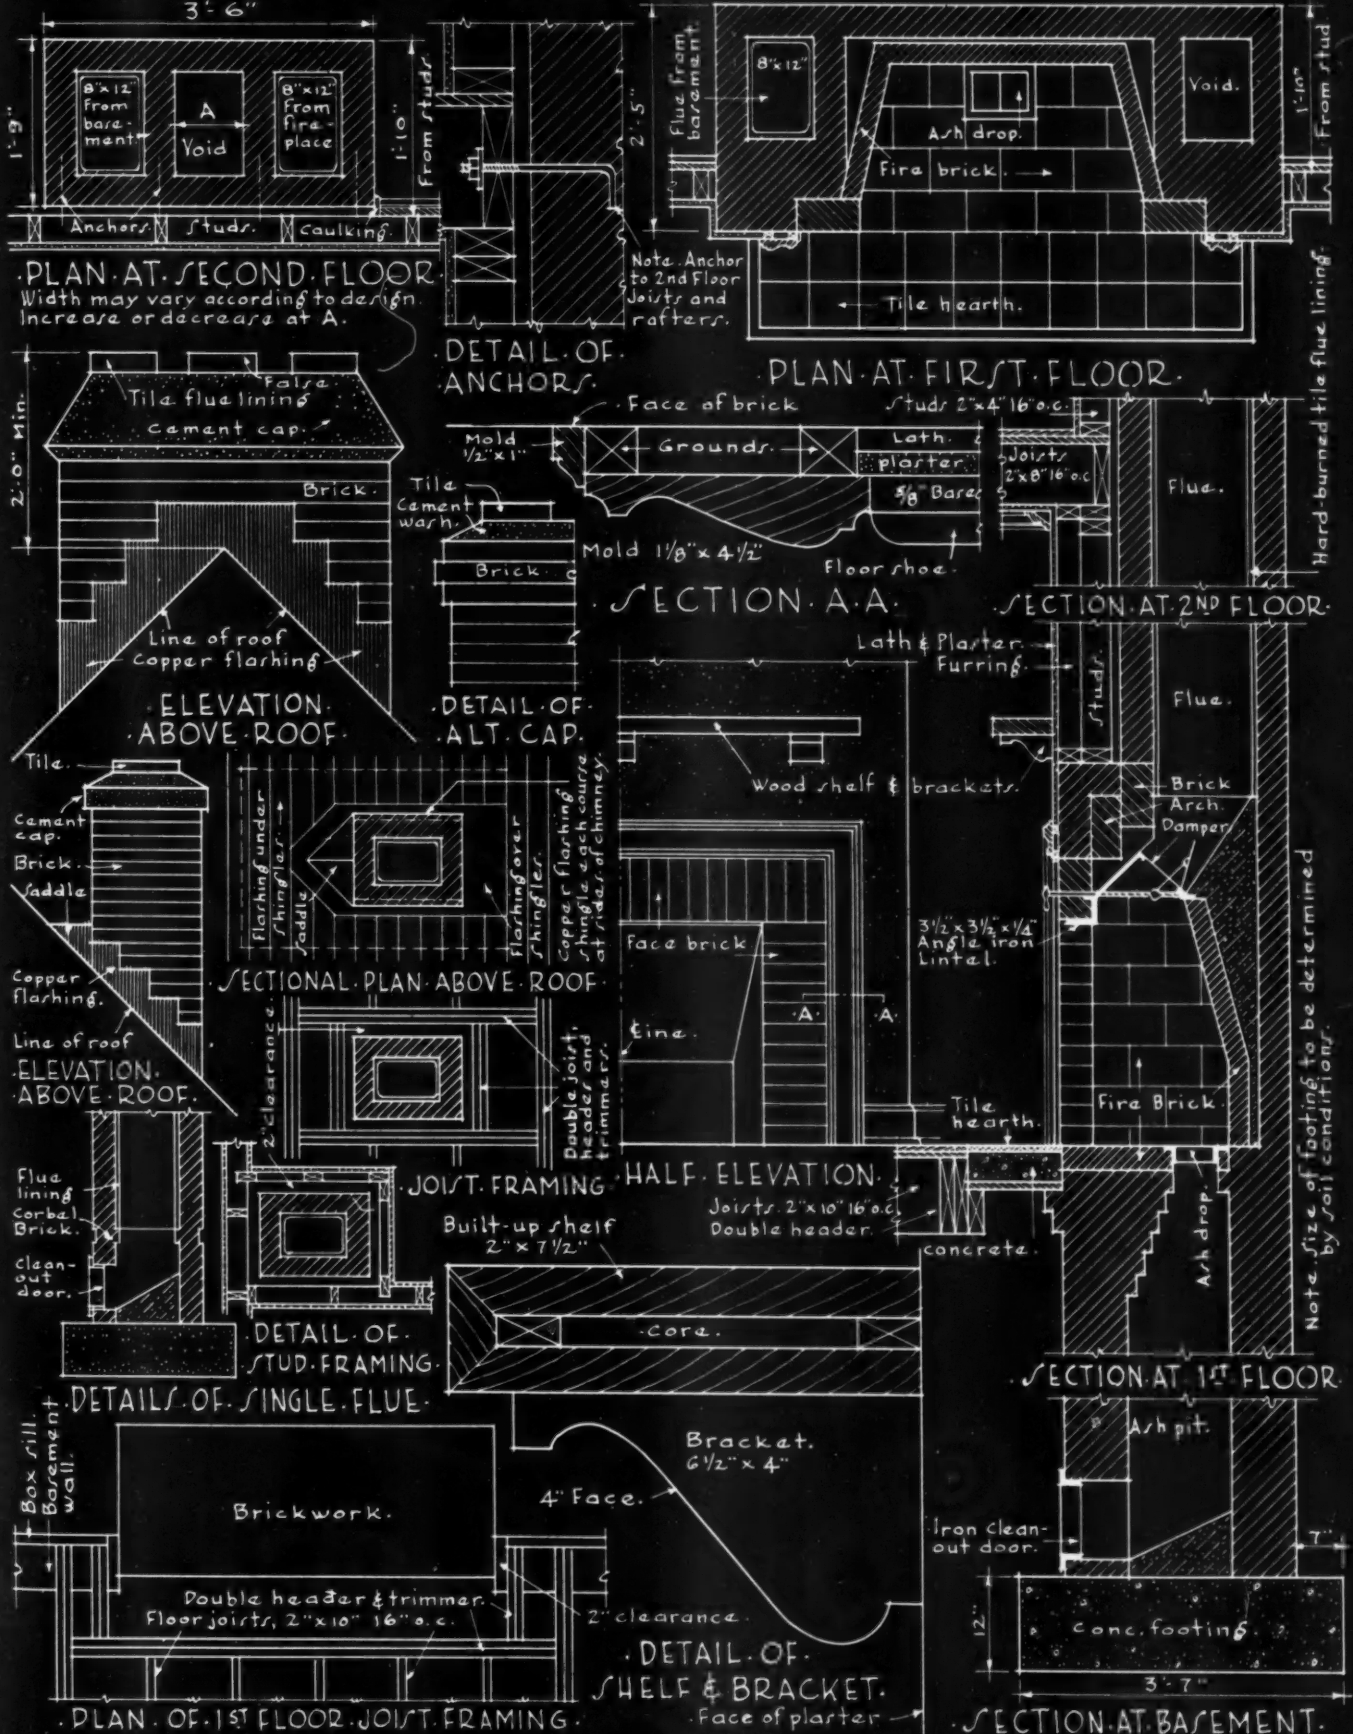 3'-6"
1'-9"
8"x12"
From
base-
ment.
A
Void
8"x12"
From
fire-
place
1'-10"
From studs.
Anchors.
Studs.
Caulking.
PLAN·AT·SECOND·FLOOR
Width may vary according to design.
Increase or decrease at A.
2'-5"
Note. Anchor
to 2nd Floor
Joists and
rafters.
DETAIL·OF·
ANCHORS·
Flue from
basement.
8"x12"
Ash drop.
Fire brick.
Void.
1'-10"
From stud
Tile hearth.
PLAN·AT·FIRST·FLOOR·
Hard-burned tile flue lining.
2'-0" Min.
False
Tile flue lining
Cement cap.
Brick.
Line of roof
Copper flashing
ELEVATION·
·ABOVE·ROOF·
Tile
Cement
wash.
Brick.
·DETAIL·OF·
·ALT·CAP·
Face of brick
Mold
1/2"x1"
Grounds.
Lath.
plaster
5/8" Base
Mold 1 1/8"x 4 1/2"
Floor shoe.
·SECTION·A·A·
Studs 2"x4" 16"o.c.
Joists
2"x8"16"o.c
Flue.
·SECTION·AT·2ND·FLOOR·
Lath & Plaster.
Furring.
Studs.
Flue.
Wood shelf & brackets.
Brick
Arch.
Damper
3 1/2"x 3 1/2"x 1/4"
Angle iron
Lintel.
Face brick
·A·
·A·
℄ine.
Tile
hearth.
Fire Brick.
·HALF·ELEVATION·
Joists. 2"x10" 16"o.c.
Double header.
concrete.
Ash drop.
Note. Size of footing to be determined
by soil conditions.
·SECTION·AT·1ST·FLOOR·
Tile.
Cement
cap.
Brick.
Saddle
Copper
flashing.
Line of roof
·ELEVATION·
·ABOVE·ROOF·
Flashing under
shingles.
Saddle
Flashing over
shingles.
Copper flashing
shingle each course
at sides of chimney.
·SECTIONAL·PLAN·ABOVE·ROOF·
2" clearance.
Double joist,
headers and
trimmers.
·JOIST·FRAMING·
Flue
lining
Corbel
Brick.
Clean-
out
door.
·DETAIL·OF·
·STUD·FRAMING·
·DETAILS·OF·SINGLE·FLUE·
Built-up shelf
2" x 7 1/2"
·Core.
Bracket.
6 1/2" x 4"
4" Face.
·DETAIL·OF·
·SHELF·&·BRACKET·
Face of plaster
Box sill.
Basement
wall.
Brickwork.
Double header & trimmer.
Floor joists, 2"x10" 16"o.c.
2" clearance.
·PLAN·OF·1ST·FLOOR·JOIST·FRAMING·
Ash pit.
Iron Clean-
out door.
7"
12"
Conc. footing.
3'-7"
·SECTION·AT·BASEMENT·